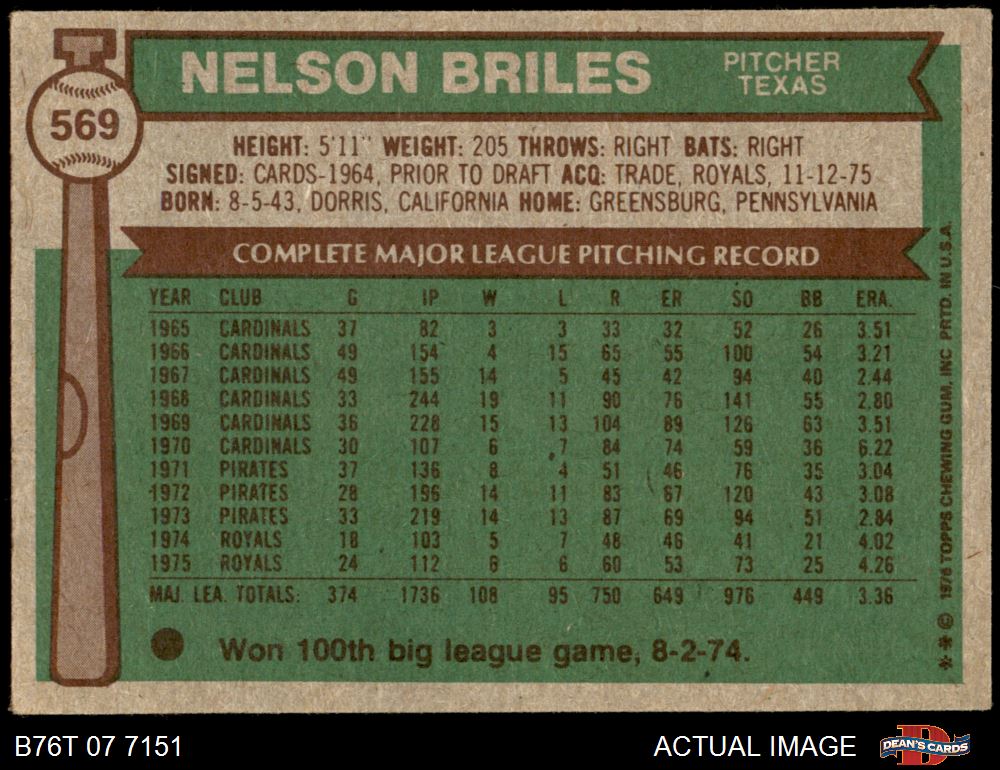 T
569
NELSON BRILES
PITCHER
TEXAS
HEIGHT: 5'11" WEIGHT: 205 THROWS: RIGHT BATS: RIGHT
SIGNED: CARDS-1964, PRIOR TO DRAFT ACQ: TRADE, ROYALS, 11-12-75
BORN: 8-5-43, DORRIS, CALIFORNIA HOME: GREENSBURG, PENNSYLVANIA
COMPLETE MAJOR LEAGUE PITCHING RECORD
YEAR CLUB G IP W L R ER SO BB ERA.
1965 CARDINALS 37 82 3 3 33 32 52 26 3.51
1966 CARDINALS 49 154 4 15 65 55 100 54 3.21
1967 CARDINALS 49 155 14 5 45 42 94 40 2.44
1968 CARDINALS 33 244 19 11 90 76 141 55 2.80
1969 CARDINALS 36 228 15 13 104 89 126 63 3.51
1970 CARDINALS 30 107 6 7 84 74 59 36 6.22
1971 PIRATES 37 136 8 4 51 46 76 35 3.04
1972 PIRATES 28 196 14 11 83 67 120 43 3.08
1973 PIRATES 33 219 14 13 87 69 94 51 2.84
1974 ROYALS 18 103 5 7 48 46 41 21 4.02
1975 ROYALS 24 112 6 6 60 53 73 25 4.26
MAJ. LEA. TOTALS: 374 1736 108 95 750 649 976 449 3.36
Won 100th big league game, 8-2-74.
* * © 1976 TOPPS CHEWING GUM, INC PRTD. IN U.S.A.
B76T 07 7151
ACTUAL IMAGE
D
DEAN'S CARDS